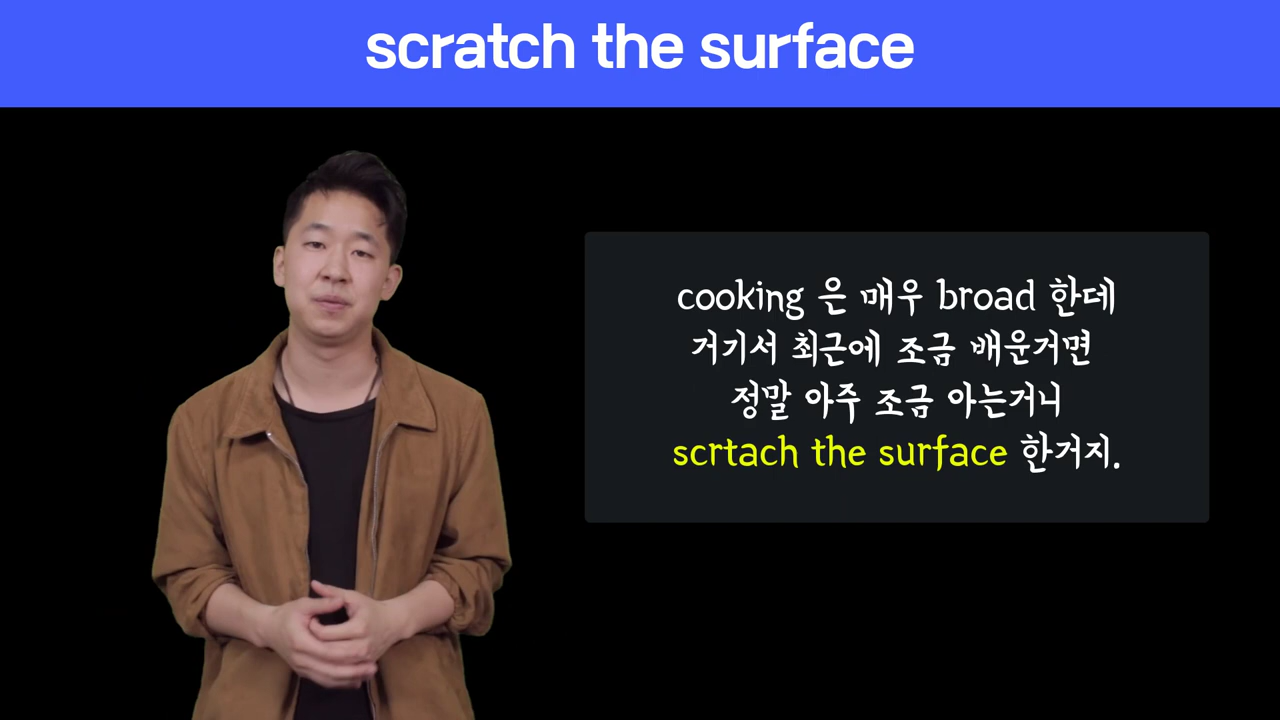 scratch the surface
cooking 은 매우 broad 한데
거기서 최근에 조금 배운거면
정말 아주 조금 아는거니
scrtach the surface 한거지.